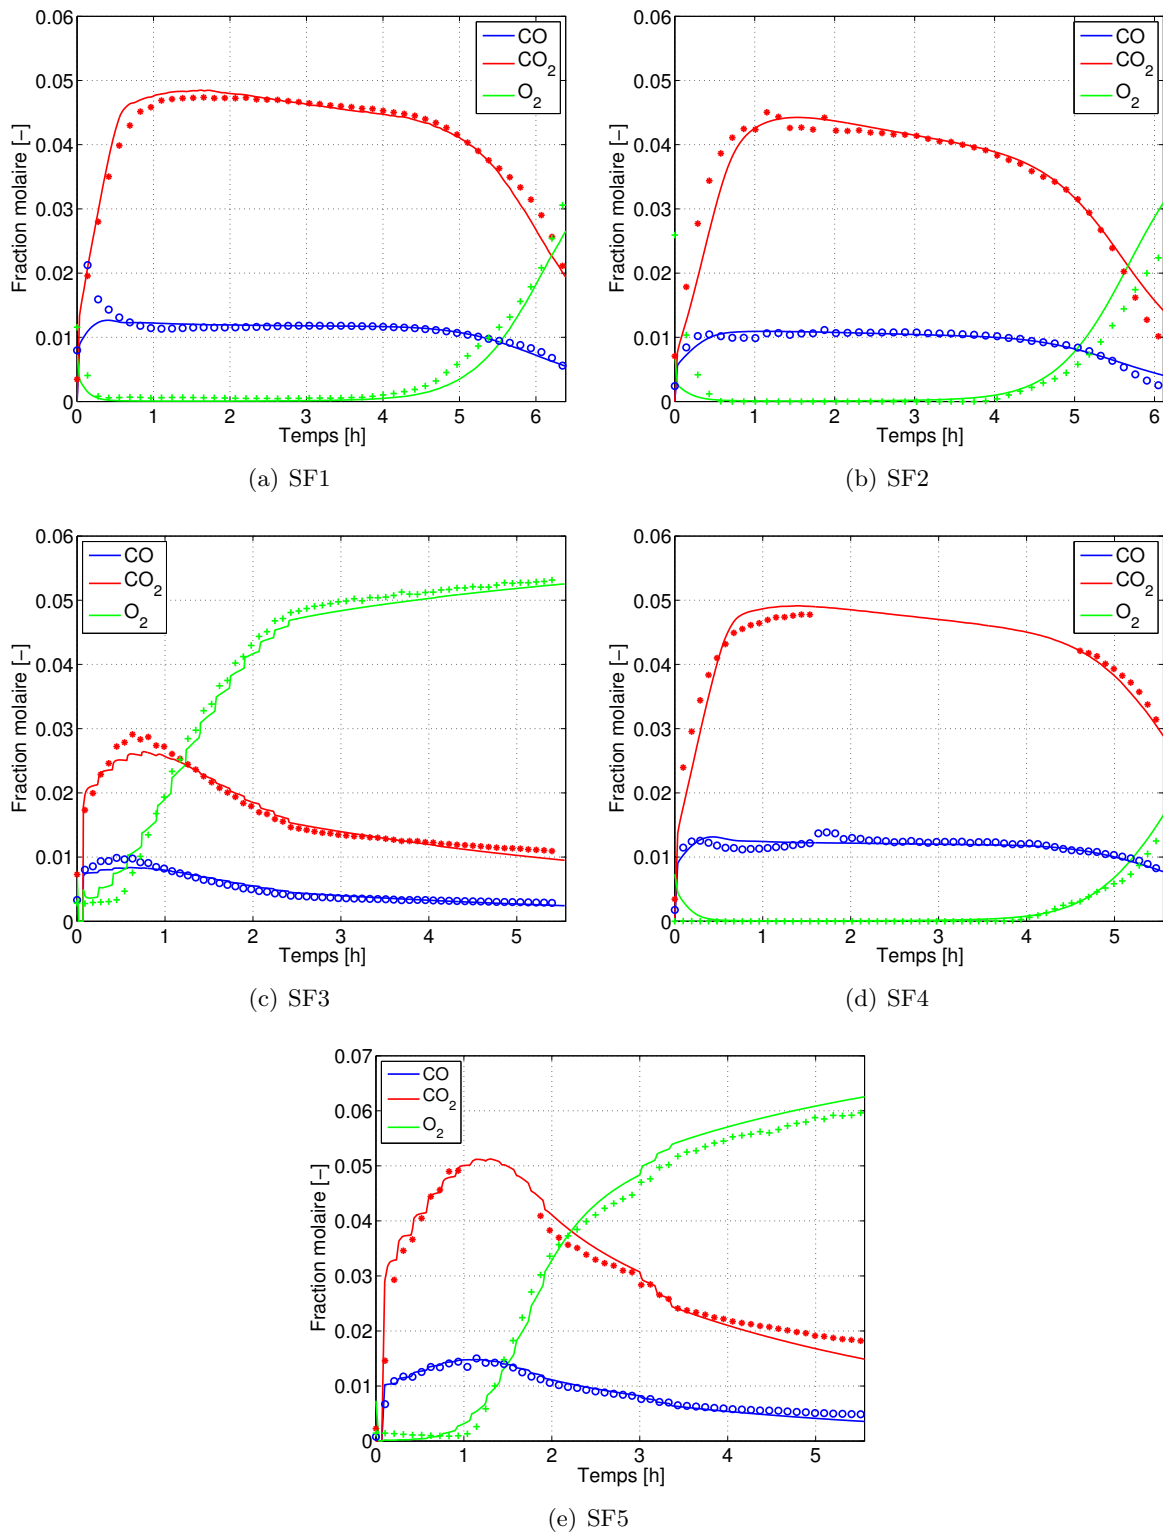 0.06
0.05
0.04
0.03
0.02
0.01
0
Fraction molaire [−]
CO
CO2
O2
0 1 2 3 4 5 6
Temps [h]
(a) SF1
0.06
0.05
0.04
0.03
0.02
0.01
0
Fraction molaire [−]
CO
CO2
O2
0 1 2 3 4 5 6
Temps [h]
(b) SF2
0.06
0.05
0.04
0.03
0.02
0.01
0
Fraction molaire [−]
CO
CO2
O2
0 1 2 3 4 5
Temps [h]
(c) SF3
0.06
0.05
0.04
0.03
0.02
0.01
0
Fraction molaire [−]
CO
CO2
O2
0 1 2 3 4 5
Temps [h]
(d) SF4
0.07
0.06
0.05
0.04
0.03
0.02
0.01
0
Fraction molaire [−]
CO
CO2
O2
0 1 2 3 4 5
Temps [h]
(e) SF5